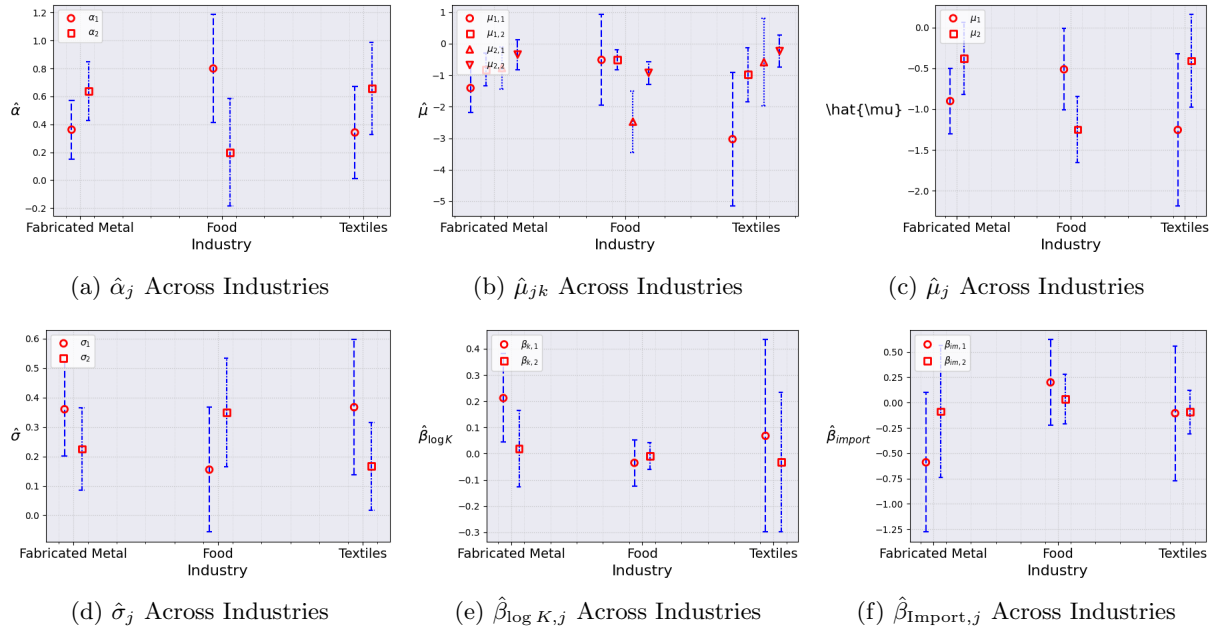 1.2
1.0
0.8
0.6
0.4
0.2
0.0
−0.2
α̂
α₁
α₂
Fabricated Metal Food Textiles
Industry
(a) α̂ⱼ Across Industries
0
−1
−2
−3
−4
−5
μ̂
μ₁,₁
μ₁,₂
μ₂,₁
μ₂,₂
Fabricated Metal Food Textiles
Industry
(b) μ̂ⱼₖ Across Industries
0.0
−0.5
−1.0
−1.5
−2.0
\hat{\mu}
μ₁
μ₂
Fabricated Metal Food Textiles
Industry
(c) μ̂ⱼ Across Industries
0.6
0.5
0.4
0.3
0.2
0.1
0.0
σ̂
σ₁
σ₂
Fabricated Metal Food Textiles
Industry
(d) σ̂ⱼ Across Industries
0.4
0.3
0.2
0.1
0.0
−0.1
−0.2
−0.3
β̂_{log K}
β_{k,1}
β_{k,2}
Fabricated Metal Food Textiles
Industry
(e) β̂_{log K,j} Across Industries
0.50
0.25
0.00
−0.25
−0.50
−0.75
−1.00
−1.25
β̂_{import}
β_{im,1}
β_{im,2}
Fabricated Metal Food Textiles
Industry
(f) β̂_{Import,j} Across Industries